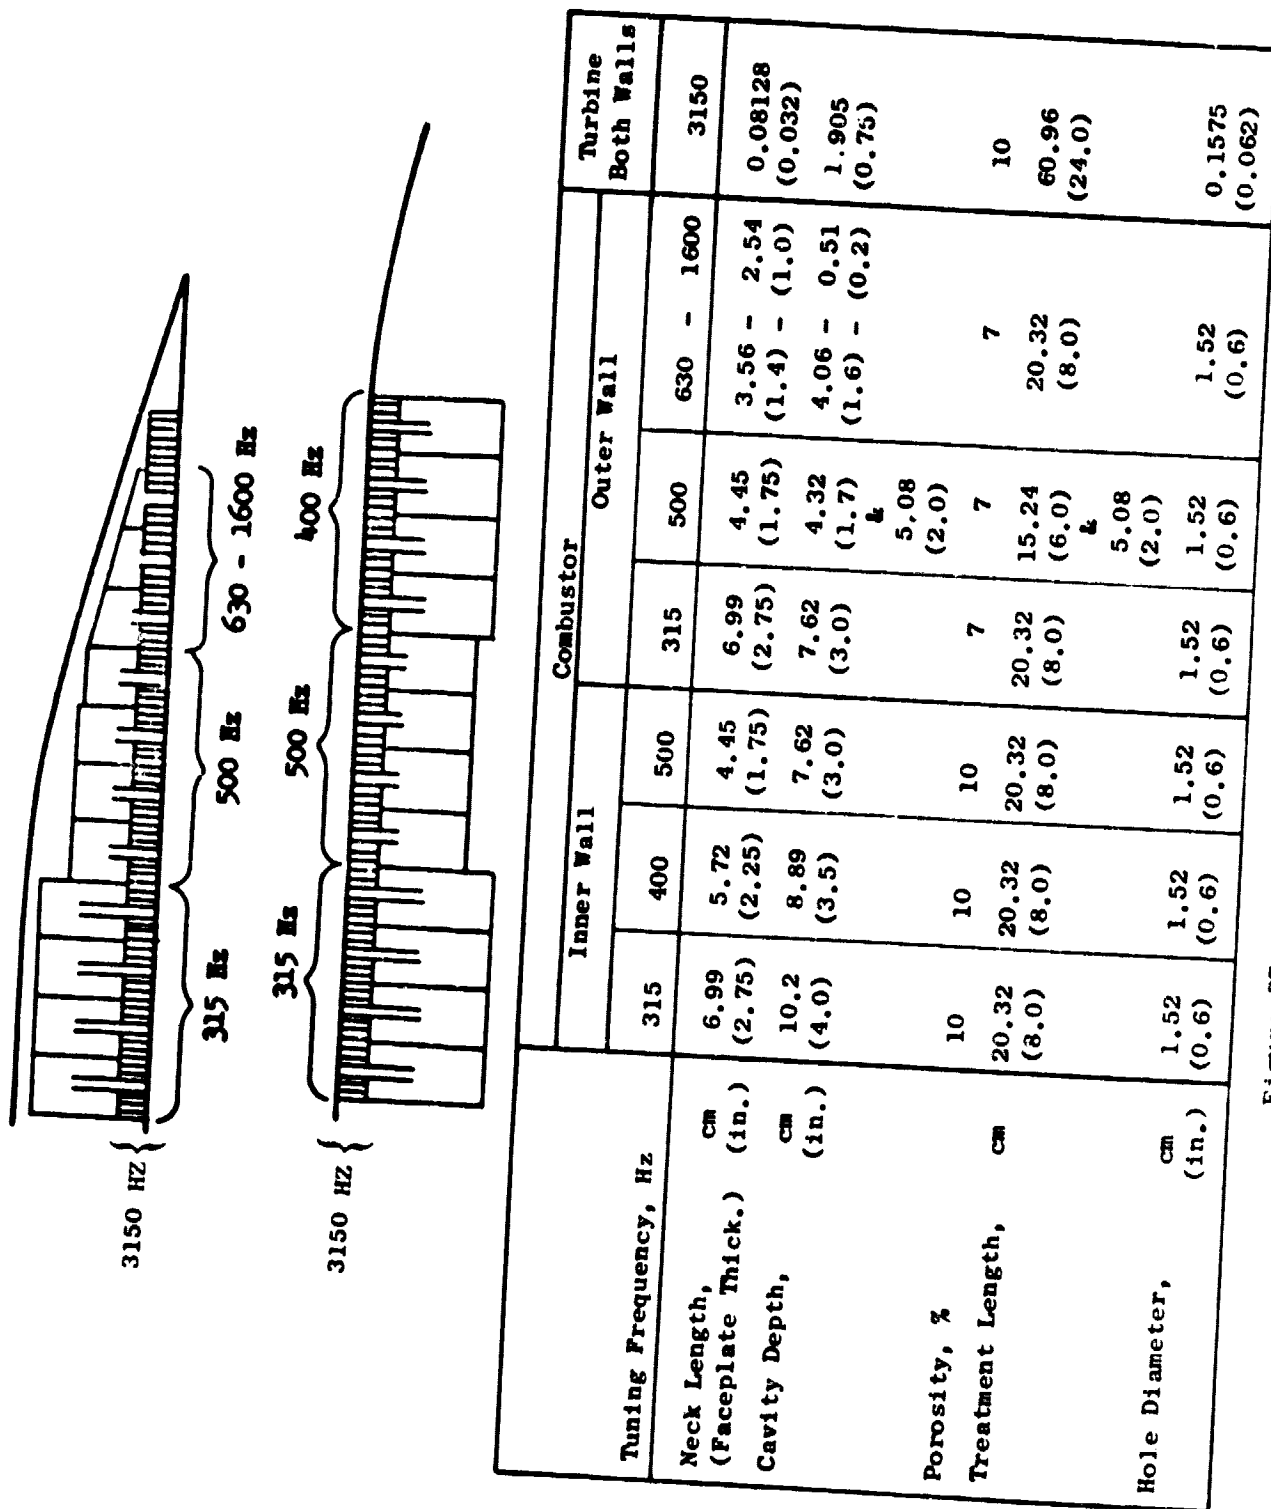 3150 HZ
315 Hz
500 Hz
630 - 1600 Hz
3150 HZ
315 Hz
500 Hz
400 Hz
Combustor
Turbine
Both Walls
Inner Wall
Outer Wall
Tuning Frequency, Hz 315 400 500 315 500 630 - 1600 3150
Neck Length, cm 6.99 5.72 4.45 6.99 4.45 3.56 - 2.54 0.08128
(Faceplate Thick.) (in.) (2.75) (2.25) (1.75) (2.75) (1.75) (1.4) - (1.0) (0.032)
Cavity Depth, cm 10.2 8.89 7.62 7.62 4.32 4.06 - 0.51 1.905
(in.) (4.0) (3.5) (3.0) (3.0) (1.7) (1.6) - (0.2) (0.75)
&
5.08
(2.0)
Porosity, % 10 10 10 7 7 7 10
Treatment Length, cm 20.32 20.32 20.32 20.32 15.24 20.32 60.96
(8.0) (8.0) (8.0) (8.0) (6.0) (8.0) (24.0)
&
5.08
(2.0)
Hole Diameter, cm 1.52 1.52 1.52 1.52 1.52 1.52 0.1575
(in.) (0.6) (0.6) (0.6) (0.6) (0.6) (0.6) (0.062)